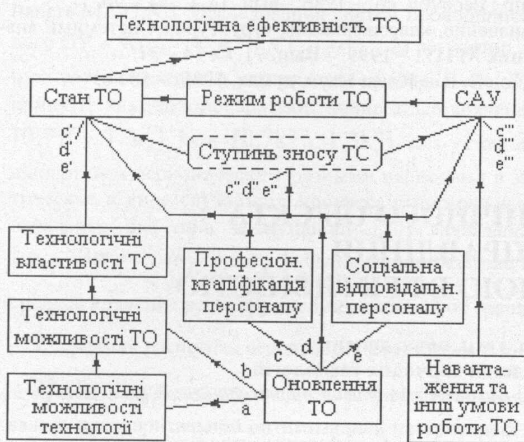 Технологічна ефективність ТО
Стан ТО
Режим роботи ТО
САУ
c' d' e'
Ступінь зносу ТС
c''' d''' e'''
c'' d'' e''
Технологічні
властивості ТО
Професіон.
кваліфікація
персоналу
Соціальна
відповідальн.
персоналу
Технологічні
можливості ТО
c
d
e
b
a
Технологічні
можливості
технології
Оновлення
ТО
Наванта-
ження та
інші умови
роботи ТО